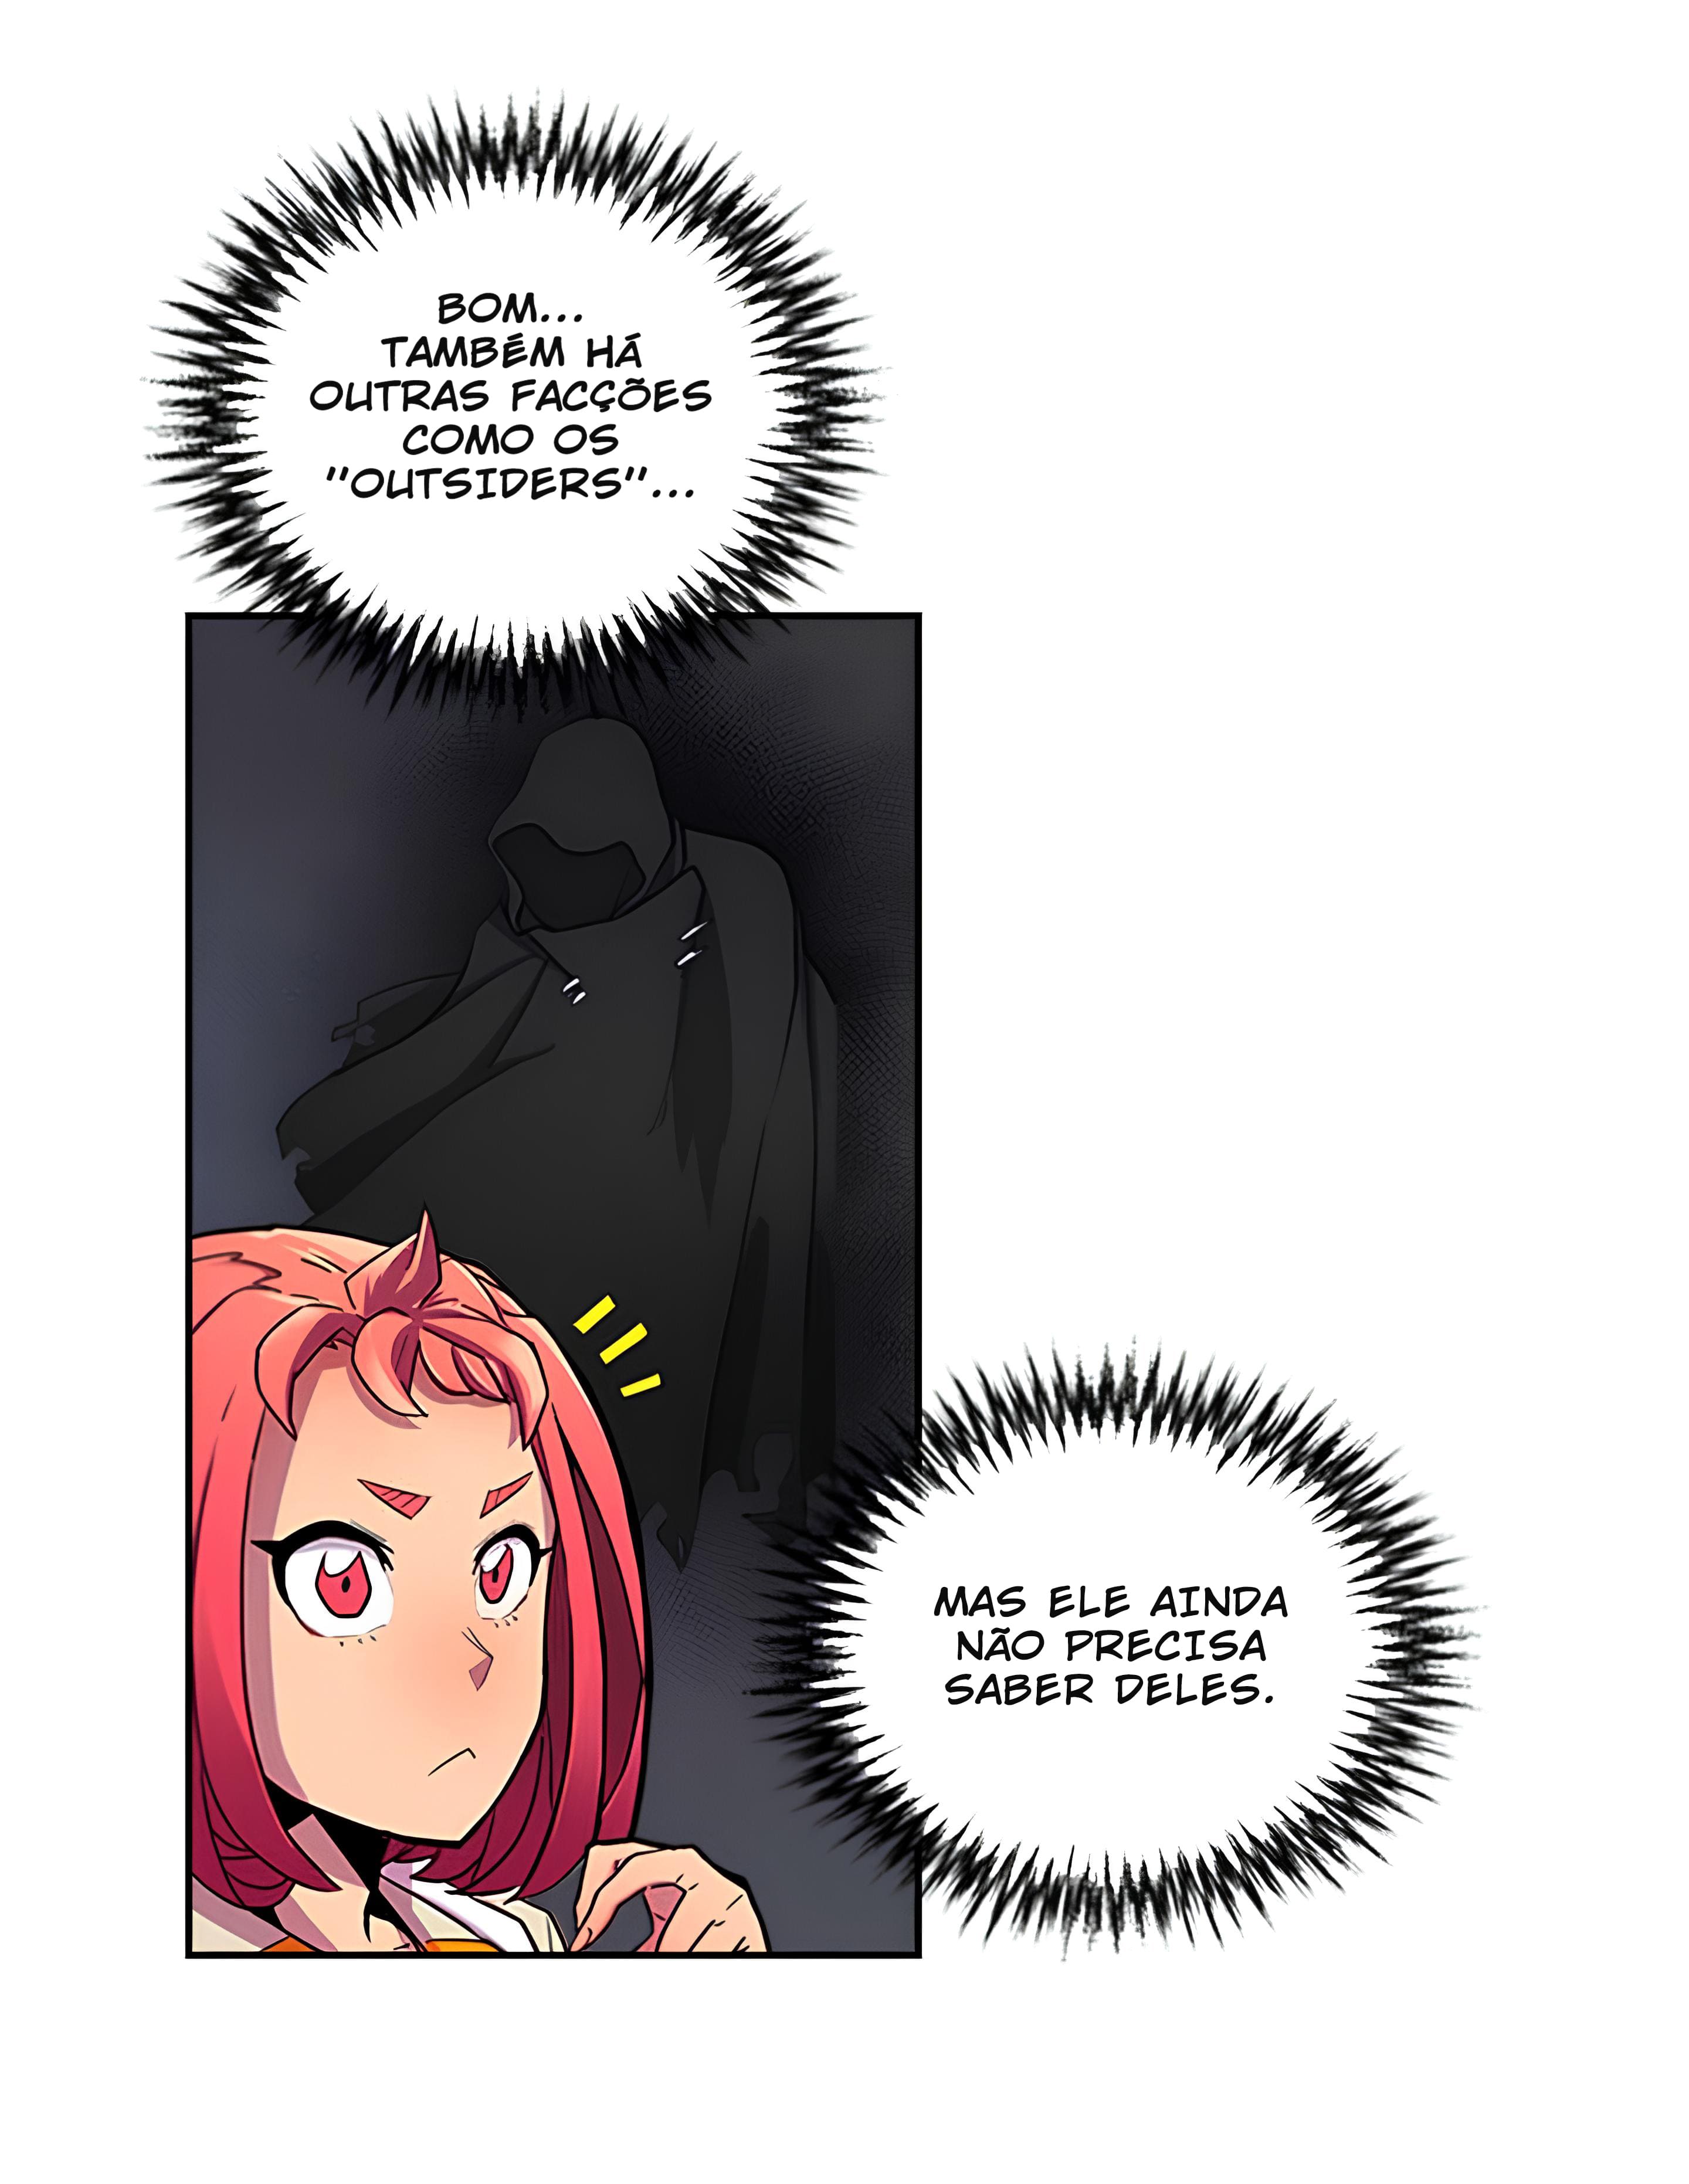 BOM...
TAMBÉM HÁ
OUTRAS FACÇÕES
COMO OS
"OUTSIDERS"...
MAS ELE AINDA
NÃO PRECISA
SABER DELES.